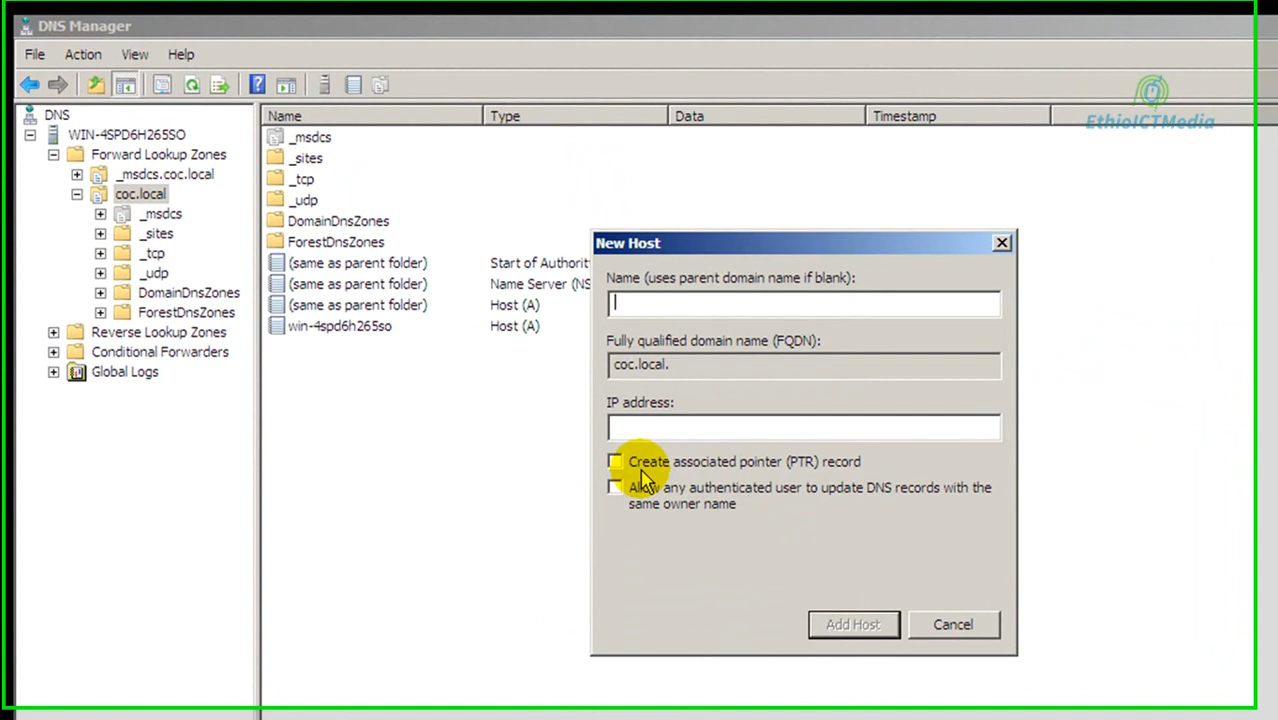 DNS Manager
File Action View Help
EthioICTMedia
DNS
WIN-4SPD6H265SO
Forward Lookup Zones
_msdcs.coc.local
coc.local
_msdcs
_sites
_tcp
_udp
DomainDnsZones
ForestDnsZones
Reverse Lookup Zones
Conditional Forwarders
Global Logs
Name Type Data Timestamp
_msdcs
_sites
_tcp
_udp
DomainDnsZones
ForestDnsZones
(same as parent folder) Start of Authorit
(same as parent folder) Name Server (NS
(same as parent folder) Host (A)
win-4spd6h265so Host (A)
New Host
Name (uses parent domain name if blank):
Fully qualified domain name (FQDN):
coc.local.
IP address:
Create associated pointer (PTR) record
Allow any authenticated user to update DNS records with the
same owner name
Add Host Cancel